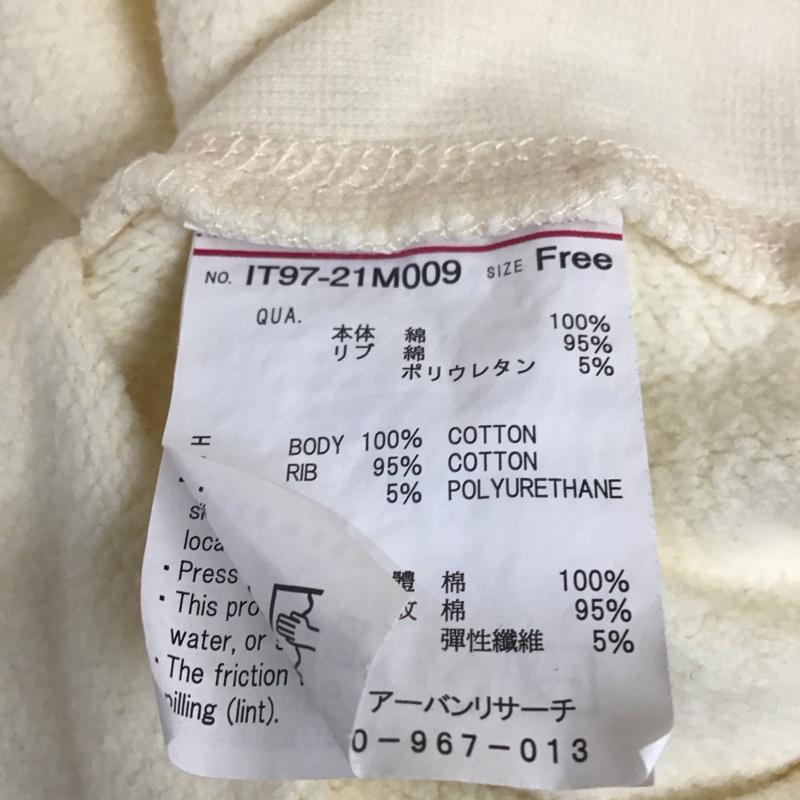 NO. IT97-21M009 SIZE Free
QUA.
本体 綿 100%
リブ 綿 95%
ポリウレタン 5%
BODY 100% COTTON
RIB 95% COTTON
5% POLYURETHANE
體 棉 100%
棉 95%
彈性纖維 5%
アーバンリサーチ
0-967-013
・Press
・This
water, or
・The friction
pilling (lint).